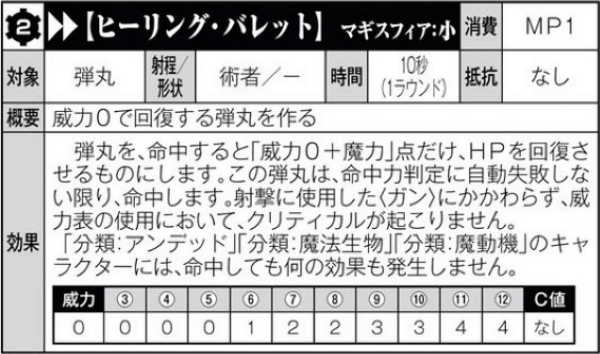 2 ▶▶【ヒーリング・バレット】 マギスフィア:小 消費 MP1
対象 弾丸 射程/形状 術者/− 時間 10秒(1ラウンド) 抵抗 なし
概要 威力0で回復する弾丸を作る
効果
弾丸を、命中すると「威力0+魔力」点だけ、HPを回復さ
せるものにします。この弾丸は、命中力判定に自動失敗しな
い限り、命中します。射撃に使用した〈ガン〉にかかわらず、威
力表の使用において、クリティカルが起こりません。
「分類:アンデッド」「分類:魔法生物」「分類:魔動機」のキャ
ラクターには、命中しても何の効果も発生しません。
威力 ③ ④ ⑤ ⑥ ⑦ ⑧ ⑨ ⑩ ⑪ ⑫ C値
0 0 0 0 1 2 2 3 3 4 4 なし